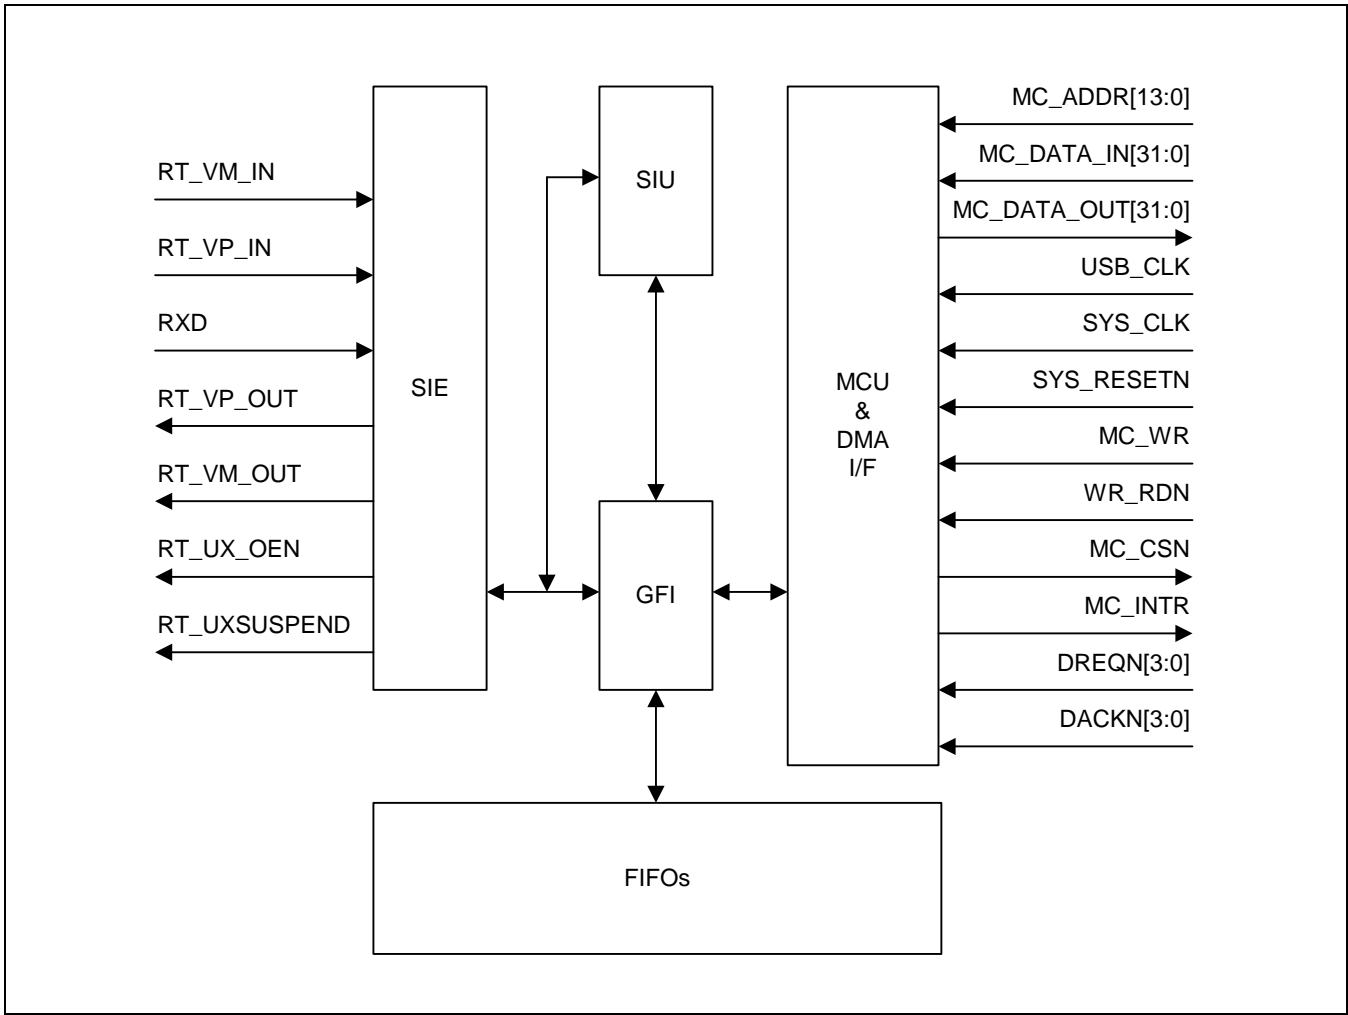 RT_VM_IN
RT_VP_IN
RXD
RT_VP_OUT
RT_VM_OUT
RT_UX_OEN
RT_UXSUSPEND
SIE
SIU
GFI
MCU
&
DMA
I/F
MC_ADDR[13:0]
MC_DATA_IN[31:0]
MC_DATA_OUT[31:0]
USB_CLK
SYS_CLK
SYS_RESETN
MC_WR
WR_RDN
MC_CSN
MC_INTR
DREQN[3:0]
DACKN[3:0]
FIFOs